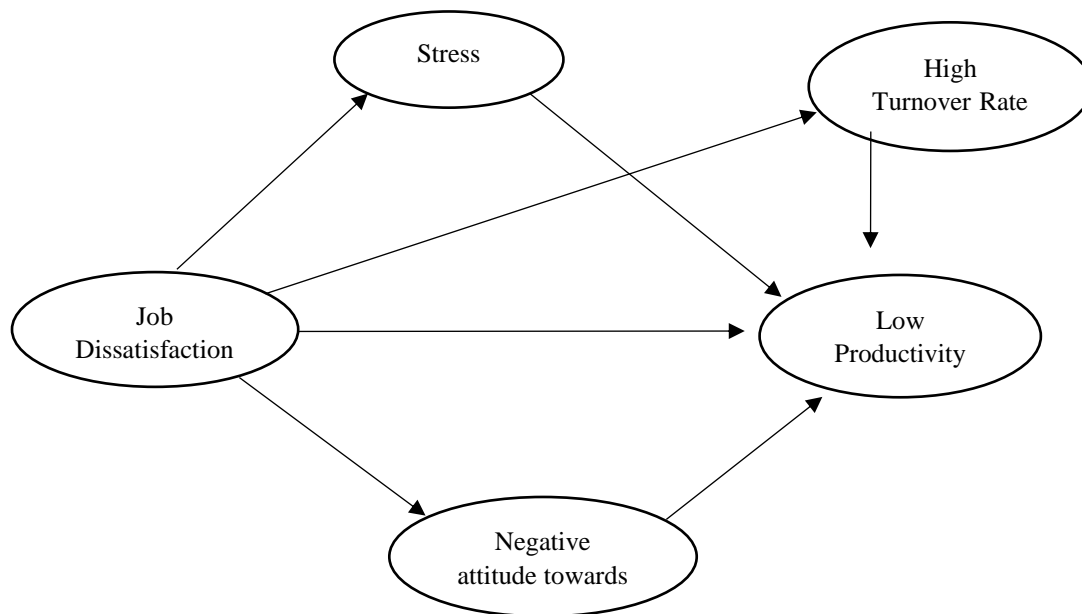 Stress
High
Turnover Rate
Job
Dissatisfaction
Low
Productivity
Negative
attitude towards